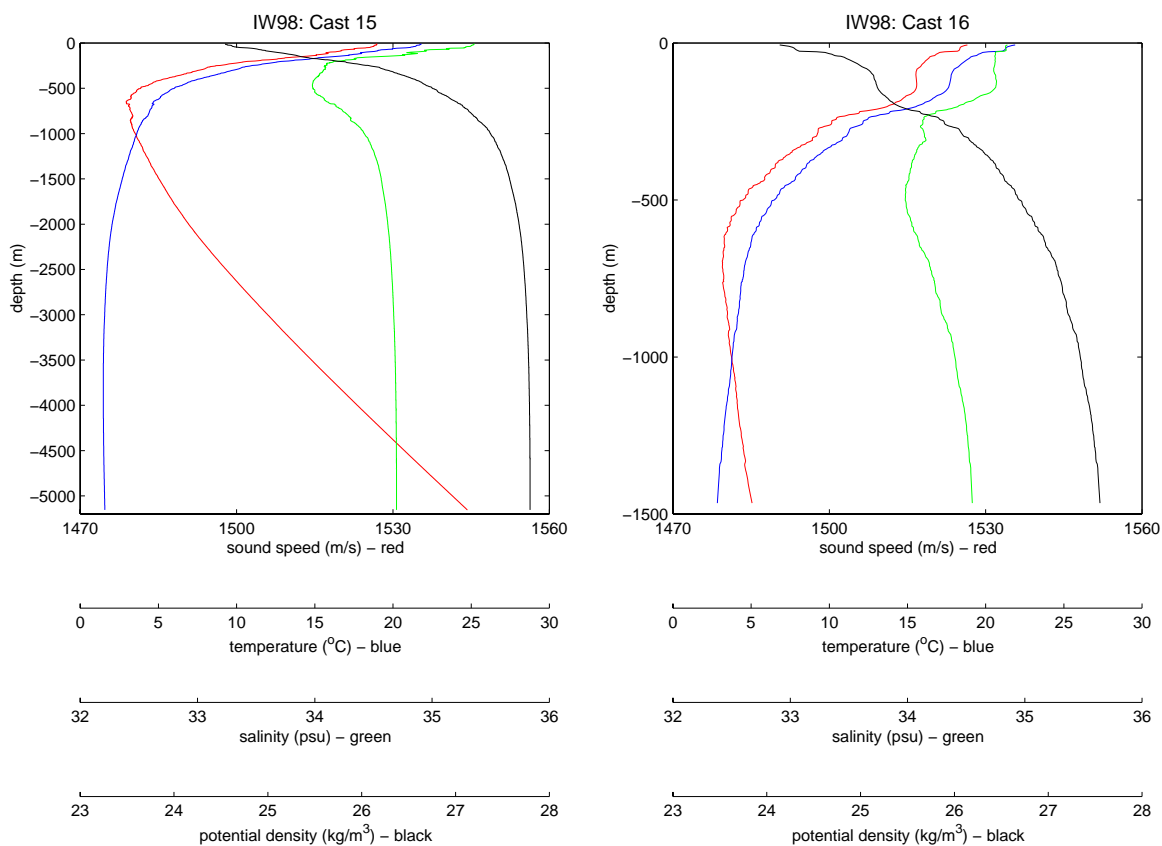 IW98: Cast 15
0
−500
−1000
−1500
−2000
−2500
−3000
−3500
−4000
−4500
−5000
depth (m)
1470 1500 1530 1560
sound speed (m/s) − red
0 5 10 15 20 25 30
temperature (°C) − blue
32 33 34 35 36
salinity (psu) − green
23 24 25 26 27 28
potential density (kg/m³) − black
IW98: Cast 16
0
−500
−1000
−1500
depth (m)
1470 1500 1530 1560
sound speed (m/s) − red
0 5 10 15 20 25 30
temperature (°C) − blue
32 33 34 35 36
salinity (psu) − green
23 24 25 26 27 28
potential density (kg/m³) − black